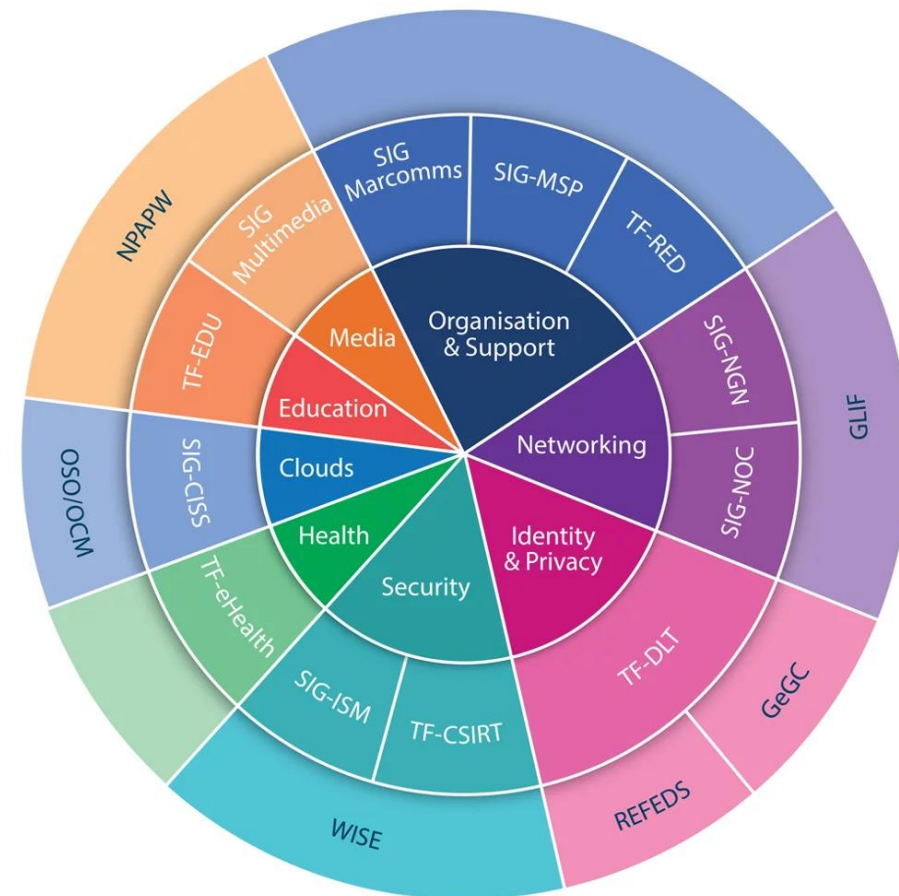 Organisation
& Support
Networking
Identity
& Privacy
Security
Health
Clouds
Education
Media
SIG
Marcomms
SIG-MSP
TF-RED
SIG-NGN
SIG-NOC
TF-DLT
TF-CSIRT
SIG-ISM
TF-eHealth
SIG-CISS
TF-EDU
SIG
Multimedia
GLIF
GeGC
REFEDS
WISE
OSO/OCM
NPAPW